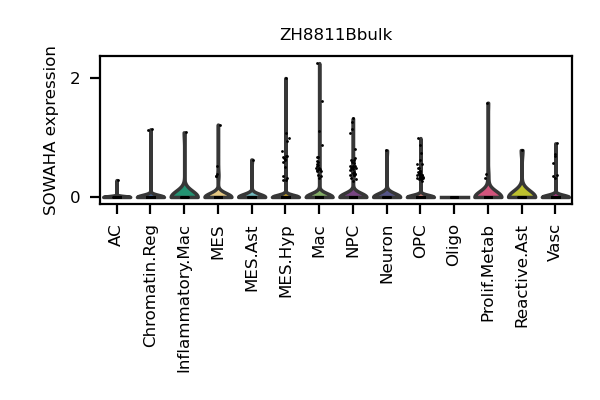 ZH8811Bbulk
SOWAHA expression
2
0
AC
Chromatin.Reg
Inflammatory.Mac
MES
MES.Ast
MES.Hyp
Mac
NPC
Neuron
OPC
Oligo
Prolif.Metab
Reactive.Ast
Vasc